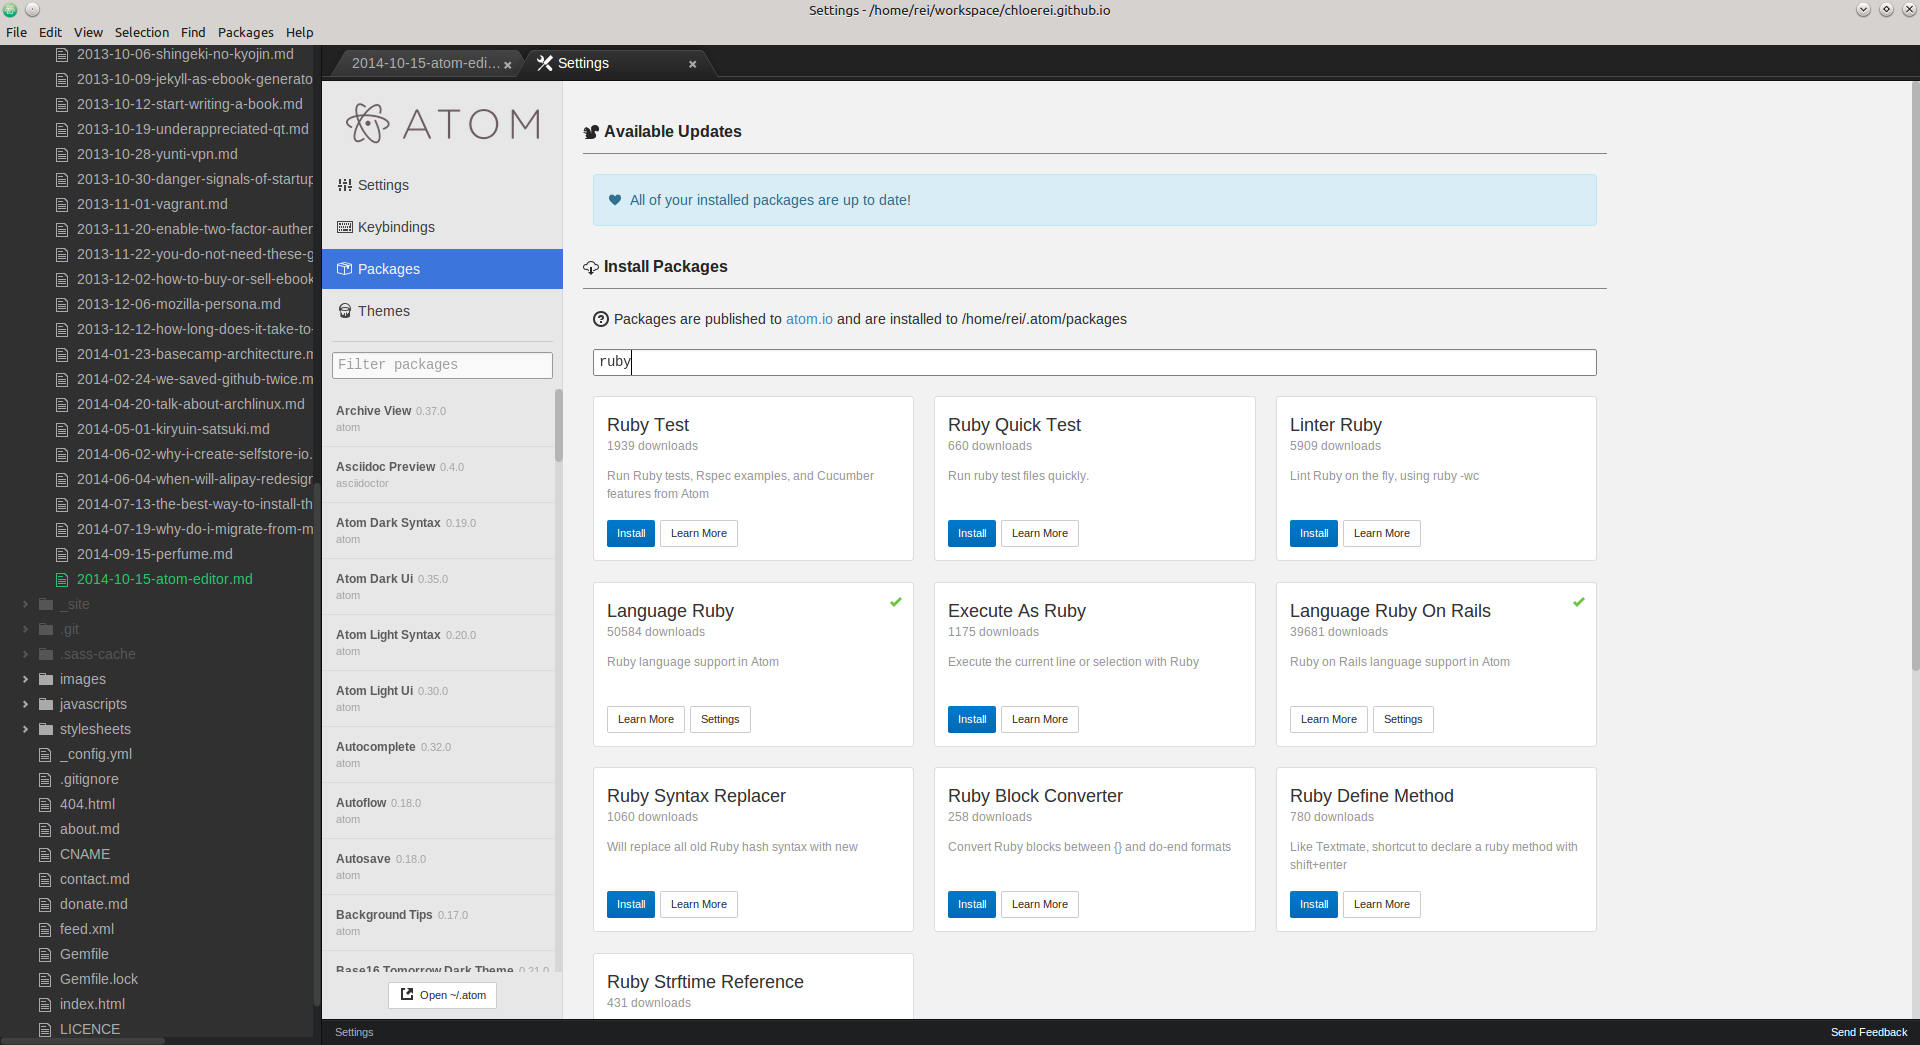 Settings - /home/rei/workspace/chloerei.github.io
File Edit View Selection Find Packages Help
2013-10-06-shingeki-no-kyojin.md
2013-10-09-jekyll-as-ebook-generato
2013-10-12-start-writing-a-book.md
2013-10-19-underappreciated-qt.md
2013-10-28-yunti-vpn.md
2013-10-30-danger-signals-of-startup
2013-11-01-vagrant.md
2013-11-20-enable-two-factor-auther
2013-11-22-you-do-not-need-these-g
2013-12-02-how-to-buy-or-sell-ebook
2013-12-06-mozilla-persona.md
2013-12-12-how-long-does-it-take-to-
2014-01-23-basecamp-architecture.m
2014-02-24-we-saved-github-twice.m
2014-04-20-talk-about-archlinux.md
2014-05-01-kiryuin-satsuki.md
2014-06-02-why-i-create-selfstore-io.
2014-06-04-when-will-alipay-redesign
2014-07-13-the-best-way-to-install-th
2014-07-19-why-do-i-migrate-from-m
2014-09-15-perfume.md
2014-10-15-atom-editor.md
_site
.git
.sass-cache
images
javascripts
stylesheets
_config.yml
.gitignore
404.html
about.md
CNAME
contact.md
donate.md
feed.xml
Gemfile
Gemfile.lock
index.html
LICENCE
2014-10-15-atom-edi... Settings
ATOM
Settings
Keybindings
Packages
Themes
Filter packages
Archive View 0.37.0
atom
Asciidoc Preview 0.4.0
asciidoctor
Atom Dark Syntax 0.19.0
atom
Atom Dark Ui 0.35.0
atom
Atom Light Syntax 0.20.0
atom
Atom Light Ui 0.30.0
atom
Autocomplete 0.32.0
atom
Autoflow 0.18.0
atom
Autosave 0.18.0
atom
Background Tips 0.17.0
atom
Base16 Tomorrow Dark Theme 0.21.0
Open ~/.atom
Available Updates
All of your installed packages are up to date!
Install Packages
Packages are published to atom.io and are installed to /home/rei/.atom/packages
ruby
Ruby Test
1939 downloads
Run Ruby tests, Rspec examples, and Cucumber
features from Atom
Install Learn More
Ruby Quick Test
660 downloads
Run ruby test files quickly.
Install Learn More
Linter Ruby
5909 downloads
Lint Ruby on the fly, using ruby -wc
Install Learn More
Language Ruby
50584 downloads
Ruby language support in Atom
Learn More Settings
Execute As Ruby
1175 downloads
Execute the current line or selection with Ruby
Install Learn More
Language Ruby On Rails
39681 downloads
Ruby on Rails language support in Atom
Learn More Settings
Ruby Syntax Replacer
1060 downloads
Will replace all old Ruby hash syntax with new
Install Learn More
Ruby Block Converter
258 downloads
Convert Ruby blocks between {} and do-end formats
Install Learn More
Ruby Define Method
780 downloads
Like Textmate, shortcut to declare a ruby method with
shift+enter
Install Learn More
Ruby Strftime Reference
431 downloads
Settings
Send Feedback